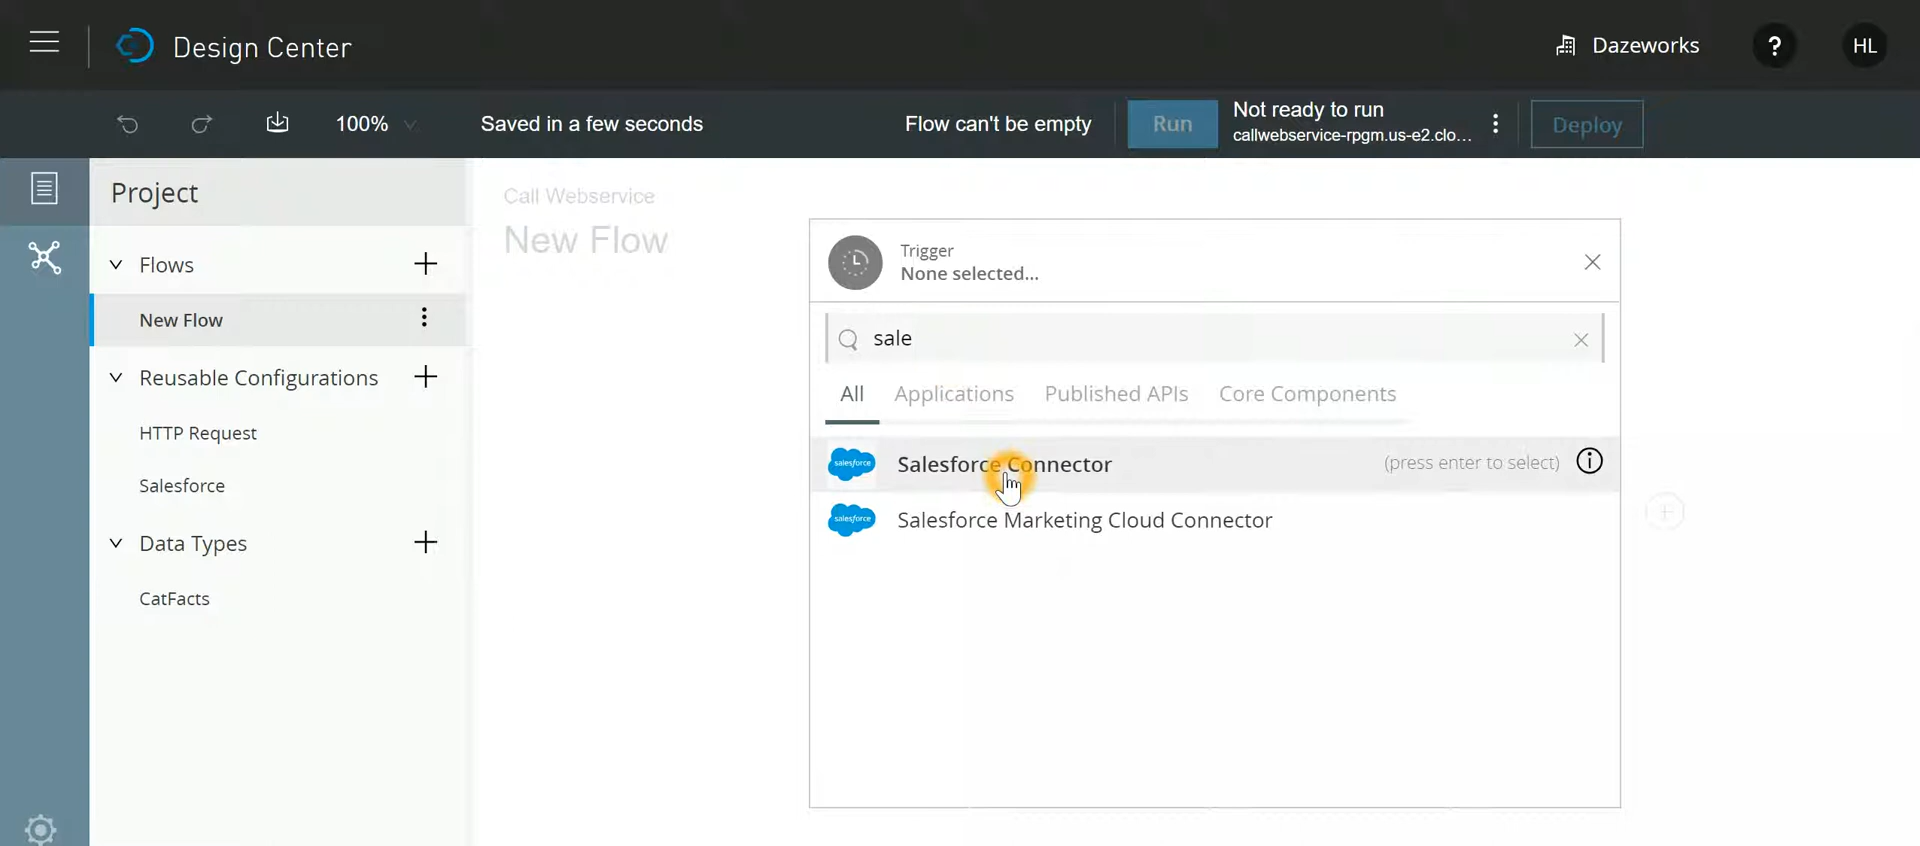 Design Center
Dazeworks
?
HL
100%
Saved in a few seconds
Flow can't be empty
Run
Not ready to run
callwebservice-rpgm.us-e2.clo...
Deploy
Project
Flows
New Flow
Reusable Configurations
HTTP Request
Salesforce
Data Types
CatFacts
Call Webservice
New Flow
Trigger
None selected...
sale
All Applications Published APIs Core Components
salesforce
Salesforce Connector
(press enter to select)
salesforce
Salesforce Marketing Cloud Connector